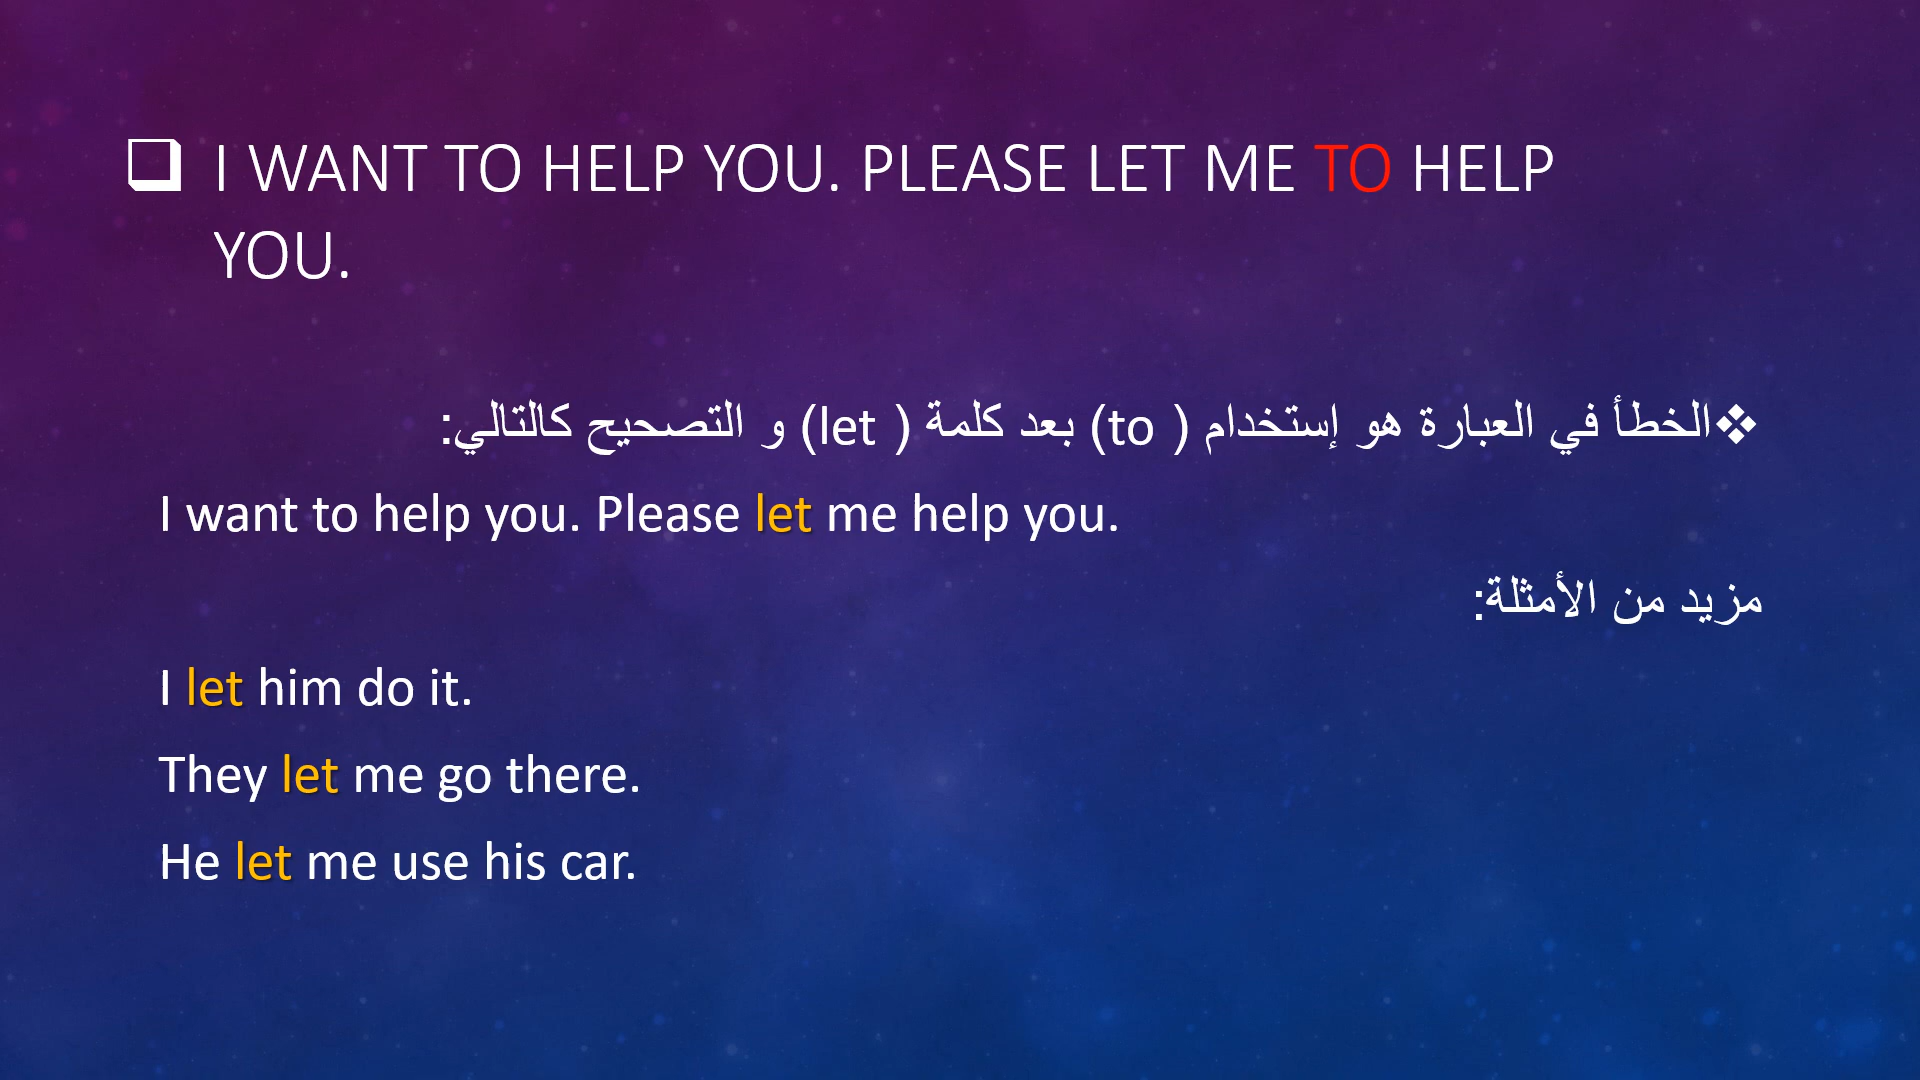 I WANT TO HELP YOU. PLEASE LET ME TO HELP
YOU.
الخطأ في العبارة هو إستخدام ( to) بعد كلمة ( let) و التصحيح كالتالي:
I want to help you. Please let me help you.
مزيد من الأمثلة:
I let him do it.
They let me go there.
He let me use his car.